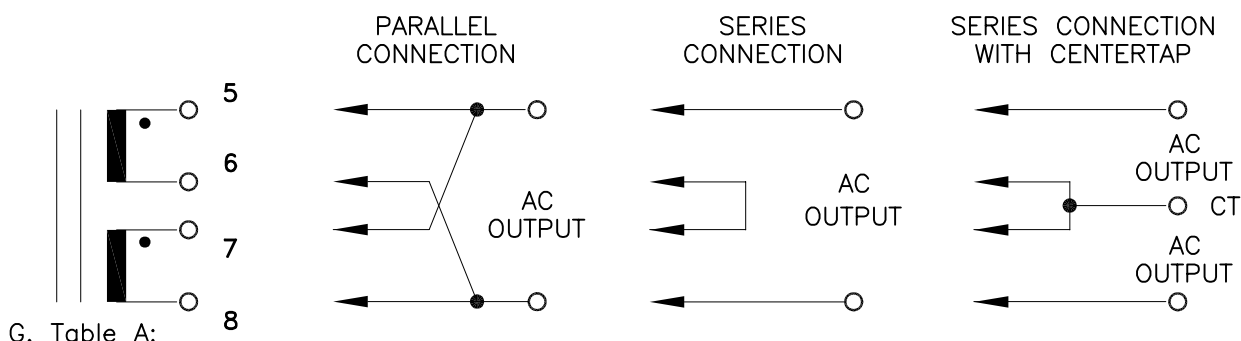 PARALLEL
CONNECTION
SERIES
CONNECTION
SERIES CONNECTION
WITH CENTERTAP
5
6
7
8
AC
OUTPUT
AC
OUTPUT
AC
OUTPUT
CT
AC
OUTPUT
G. Table A: